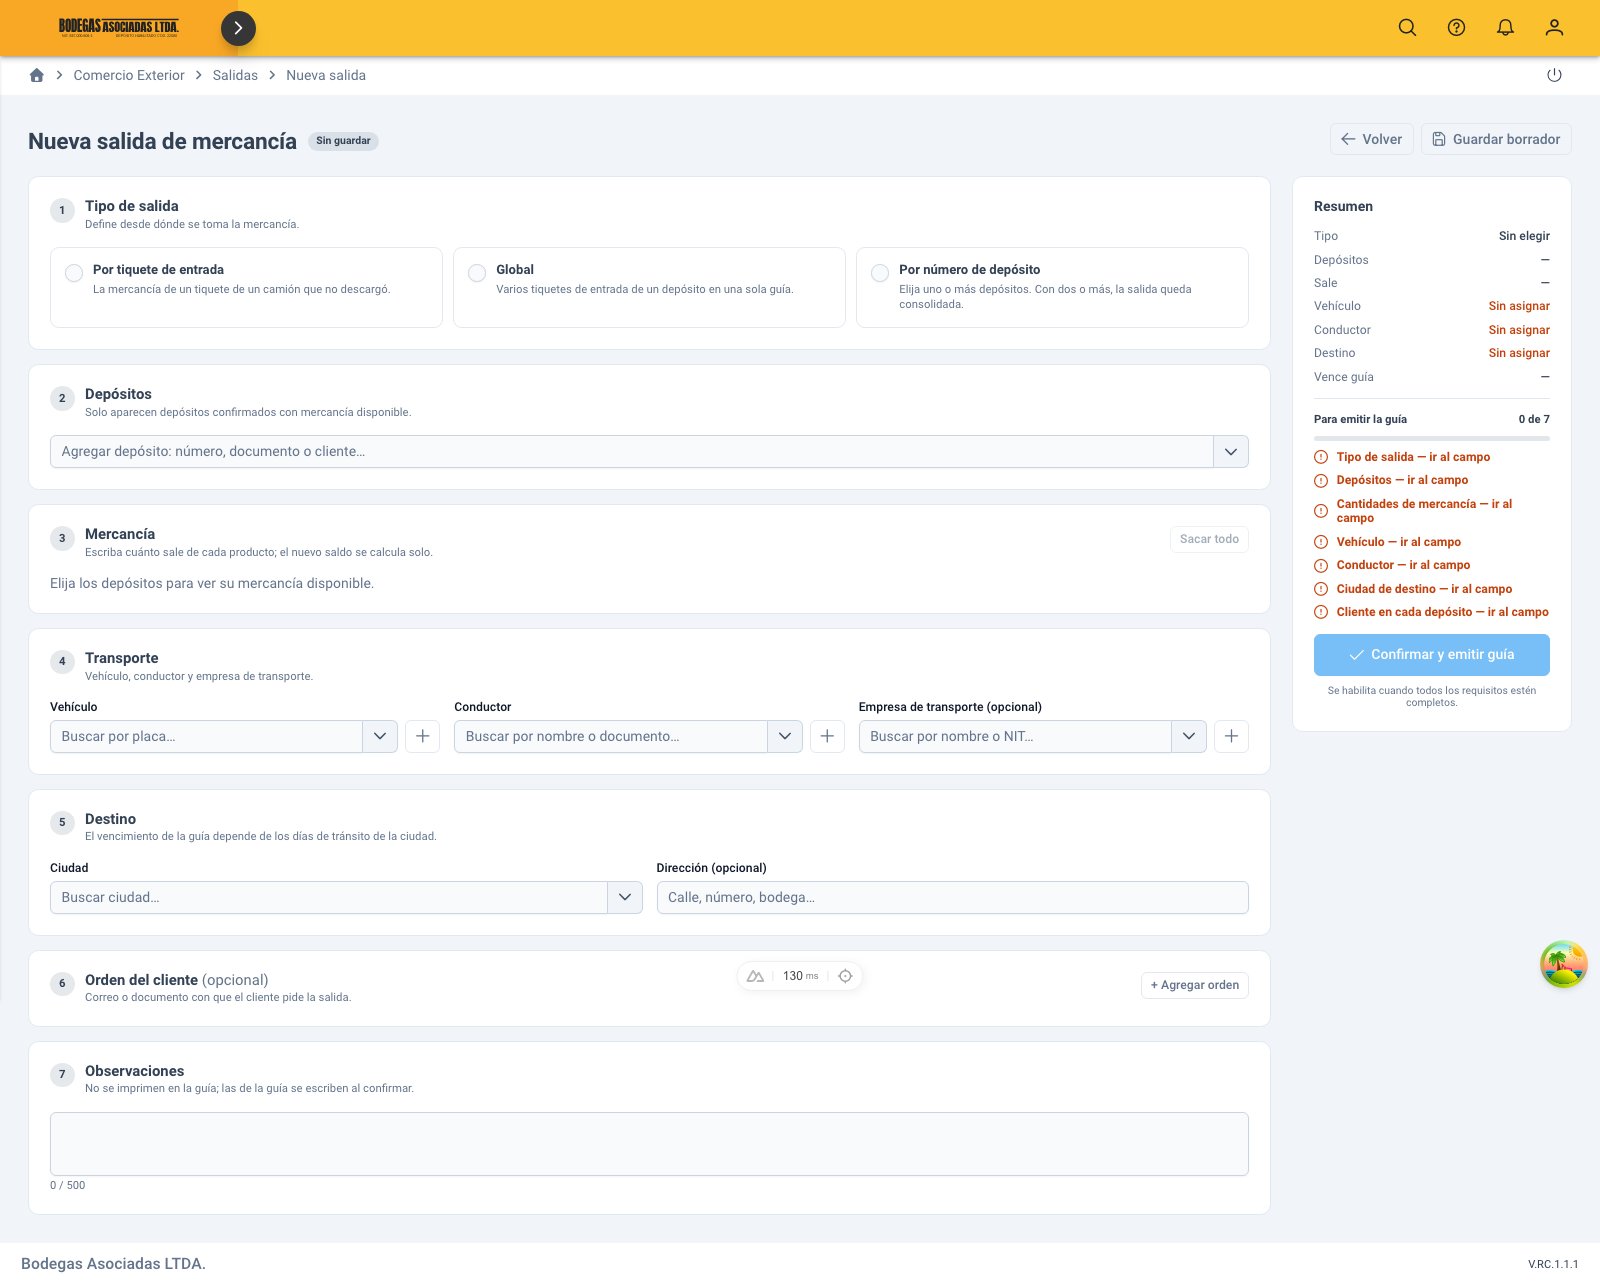 BODEGAS ASOCIADAS LTDA.
Comercio Exterior
Salidas
Nueva salida
Nueva salida de mercancía
Sin guardar
Volver
Guardar borrador
1
Tipo de salida
Define desde dónde se toma la mercancía.
Por tiquete de entrada
La mercancía de un tiquete de un camión que no descargó.
Global
Varios tiquetes de entrada de un depósito en una sola guía.
Por número de depósito
Elija uno o más depósitos. Con dos o más, la salida queda
consolidada.
2
Depósitos
Solo aparecen depósitos confirmados con mercancía disponible.
Agregar depósito: número, documento o cliente...
3
Mercancía
Escriba cuánto sale de cada producto; el nuevo saldo se calcula solo.
Sacar todo
Elija los depósitos para ver su mercancía disponible.
4
Transporte
Vehículo, conductor y empresa de transporte.
Vehículo
Buscar por placa...
Conductor
Buscar por nombre o documento...
Empresa de transporte (opcional)
Buscar por nombre o NIT...
5
Destino
El vencimiento de la guía depende de los días de tránsito de la ciudad.
Ciudad
Buscar ciudad...
Dirección (opcional)
Calle, número, bodega...
6
Orden del cliente (opcional)
Correo o documento con que el cliente pide la salida.
130 ms
+ Agregar orden
7
Observaciones
No se imprimen en la guía; las de la guía se escriben al confirmar.
0 / 500
Resumen
Tipo Sin elegir
Depósitos —
Sale —
Vehículo Sin asignar
Conductor Sin asignar
Destino Sin asignar
Vence guía —
Para emitir la guía 0 de 7
Tipo de salida — ir al campo
Depósitos — ir al campo
Cantidades de mercancía — ir al
campo
Vehículo — ir al campo
Conductor — ir al campo
Ciudad de destino — ir al campo
Cliente en cada depósito — ir al campo
Confirmar y emitir guía
Se habilita cuando todos los requisitos estén
completos.
Bodegas Asociadas LTDA.
V.RC.1.1.1